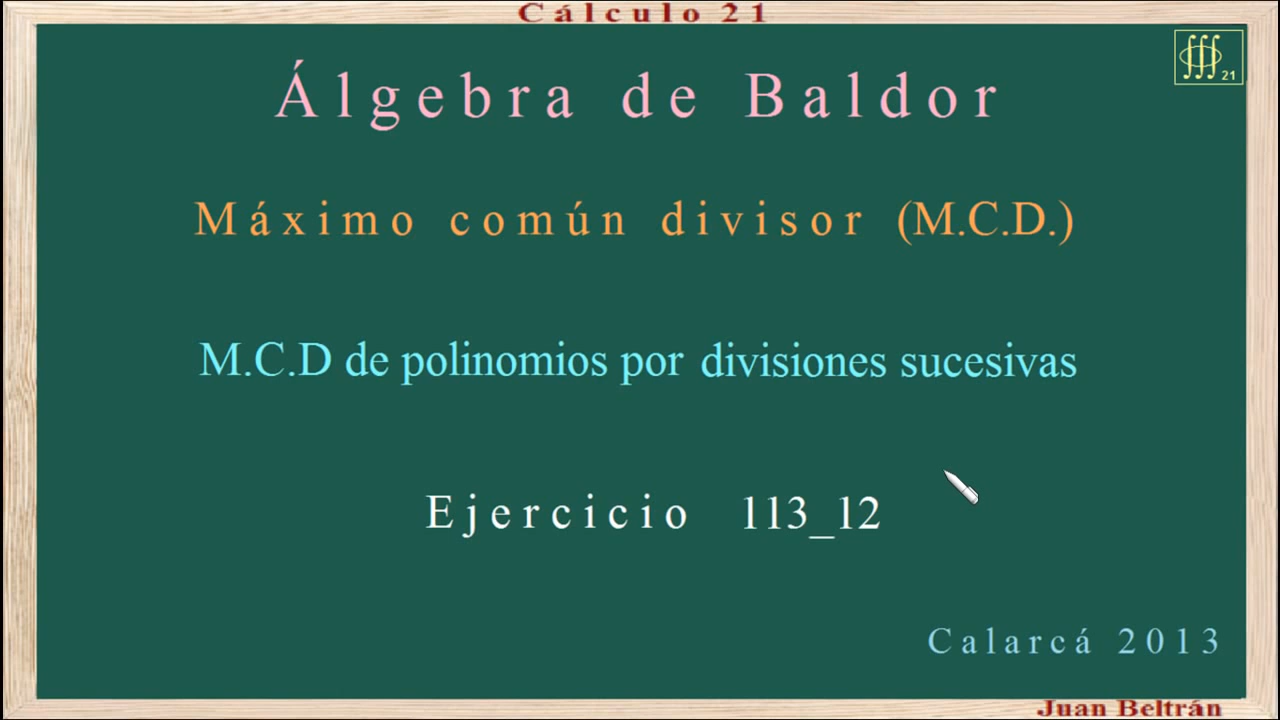 Cálculo 21
∫∫∫ 21
Álgebra de Baldor
Máximo común divisor (M.C.D.)
M.C.D de polinomios por divisiones sucesivas
Ejercicio 113_12
Calarcá 2013
Juan Beltrán